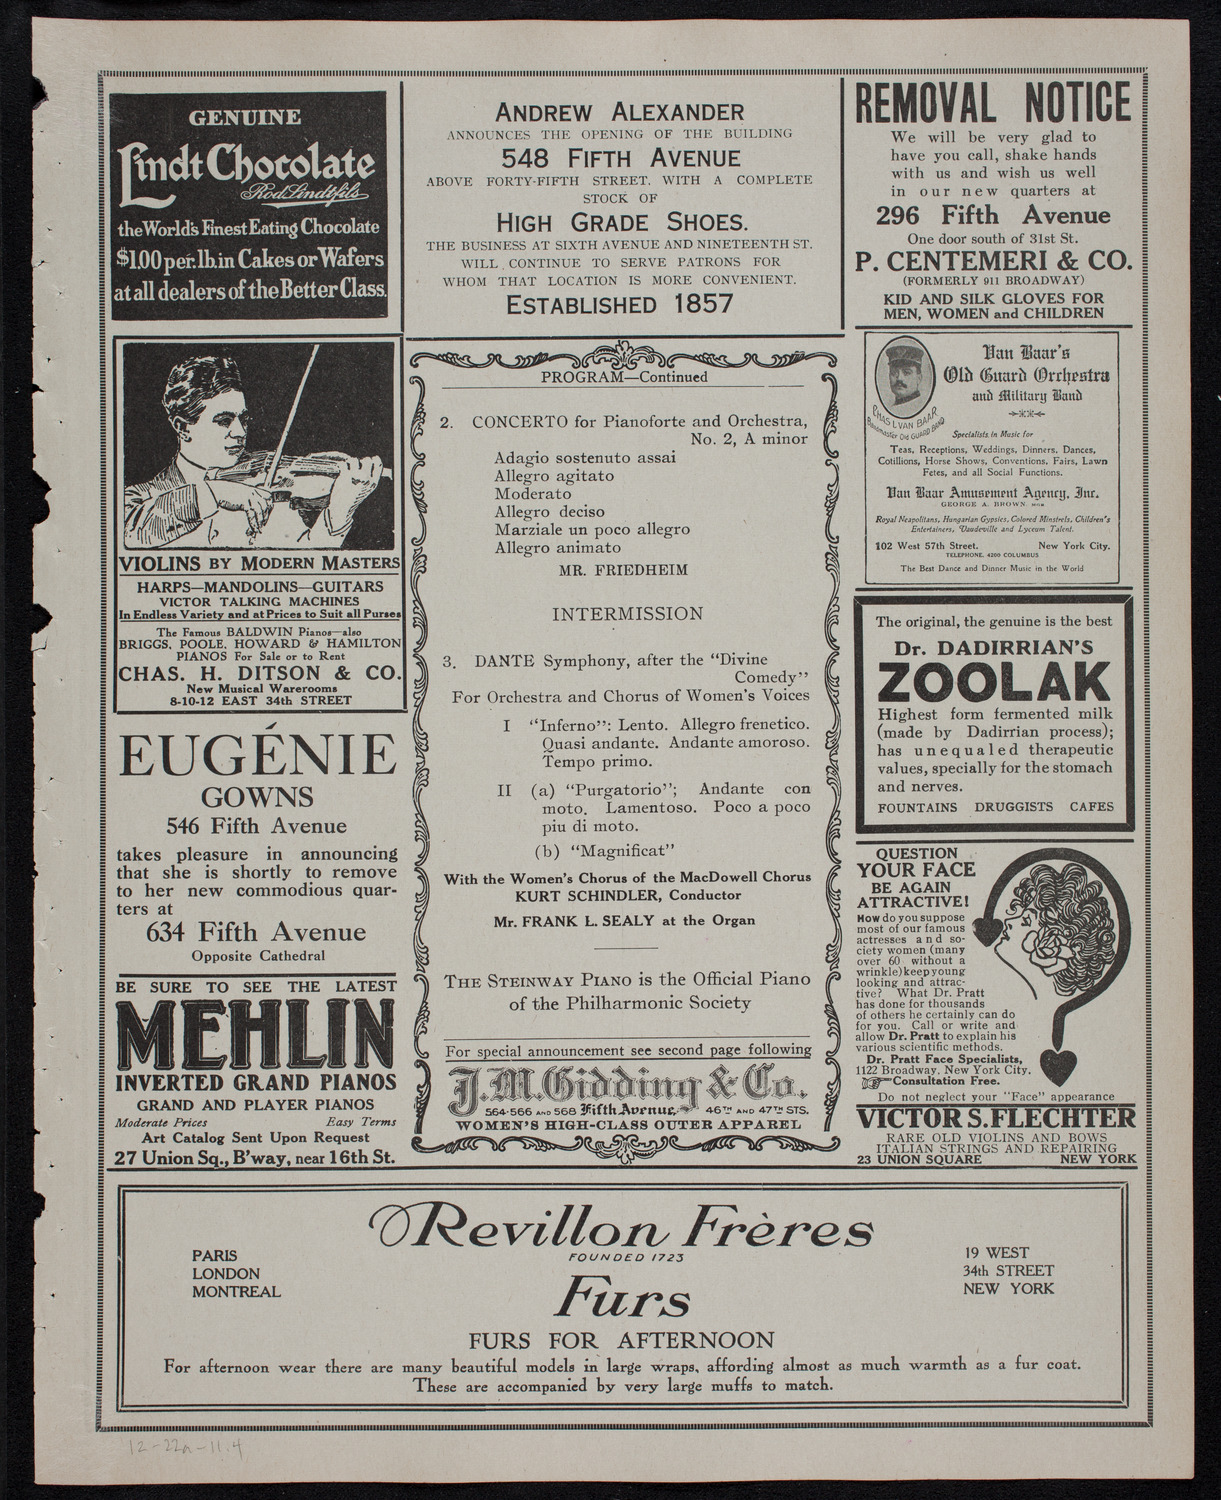 GENUINE
Lindt Chocolate
Rod. Lindt fils
the World's Finest Eating Chocolate
$1.00 per. lb. in Cakes or Wafers
at all dealers of the Better Class.
VIOLINS BY MODERN MASTERS
HARPS—MANDOLINS—GUITARS
VICTOR TALKING MACHINES
In Endless Variety and at Prices to Suit all Purses
The Famous BALDWIN Pianos—also
BRIGGS, POOLE, HOWARD & HAMILTON
PIANOS For Sale or to Rent
CHAS. H. DITSON & CO.
New Musical Warerooms
8-10-12 EAST 34th STREET
EUGÉNIE
GOWNS
546 Fifth Avenue
takes pleasure in announcing
that she is shortly to remove
to her new commodious quar-
ters at
634 Fifth Avenue
Opposite Cathedral
BE SURE TO SEE THE LATEST
MEHLIN
INVERTED GRAND PIANOS
GRAND AND PLAYER PIANOS
Moderate Prices Easy Terms
Art Catalog Sent Upon Request
27 Union Sq., B'way, near 16th St.
ANDREW ALEXANDER
ANNOUNCES THE OPENING OF THE BUILDING
548 FIFTH AVENUE
ABOVE FORTY-FIFTH STREET, WITH A COMPLETE
STOCK OF
HIGH GRADE SHOES.
THE BUSINESS AT SIXTH AVENUE AND NINETEENTH ST.
WILL CONTINUE TO SERVE PATRONS FOR
WHOM THAT LOCATION IS MORE CONVENIENT.
ESTABLISHED 1857
PROGRAM—Continued
2. CONCERTO for Pianoforte and Orchestra,
No. 2, A minor
Adagio sostenuto assai
Allegro agitato
Moderato
Allegro deciso
Marziale un poco allegro
Allegro animato
MR. FRIEDHEIM
INTERMISSION
3. DANTE Symphony, after the "Divine
Comedy"
For Orchestra and Chorus of Women's Voices
I "Inferno": Lento. Allegro frenetico.
Quasi andante. Andante amoroso.
Tempo primo.
II (a) "Purgatorio"; Andante con
moto. Lamentoso. Poco a poco
piu di moto.
(b) "Magnificat"
With the Women's Chorus of the MacDowell Chorus
KURT SCHINDLER, Conductor
Mr. FRANK L. SEALY at the Organ
THE STEINWAY PIANO is the Official Piano
of the Philharmonic Society
For special announcement see second page following
J. M. Gidding & Co.
564-566 AND 568 Fifth Avenue. 46TH AND 47TH STS.
WOMEN'S HIGH-CLASS OUTER APPAREL
REMOVAL NOTICE
We will be very glad to
have you call, shake hands
with us and wish us well
in our new quarters at
296 Fifth Avenue
One door south of 31st St.
P. CENTEMERI & CO.
(FORMERLY 911 BROADWAY)
KID AND SILK GLOVES FOR
MEN, WOMEN and CHILDREN
Van Baar's
Old Guard Orchestra
and Military Band
CHAS L VAN BAAR
Bandmaster Old GUARD BAND
Specialists in Music for
Teas, Receptions, Weddings, Dinners, Dances,
Cotillions, Horse Shows, Conventions, Fairs, Lawn
Fetes, and all Social Functions.
Van Baar Amusement Agency, Inc.
GEORGE A. BROWN MGR
Royal Neapolitans, Hungarian Gypsies, Colored Minstrels, Children's
Entertainers, Vaudeville and Lyceum Talent.
102 West 57th Street. New York City.
TELEPHONE, 4200 COLUMBUS
The Best Dance and Dinner Music in the World
The original, the genuine is the best
Dr. DADIRRIAN'S
ZOOLAK
Highest form fermented milk
(made by Dadirrian process);
has unequaled therapeutic
values, specially for the stomach
and nerves.
FOUNTAINS DRUGGISTS CAFES
QUESTION
YOUR FACE
BE AGAIN
ATTRACTIVE!
How do you suppose
most of our famous
actresses and so-
ciety women (many
over 60 without a
wrinkle) keep young
looking and attrac-
tive? What Dr. Pratt
has done for thousands
of others he certainly can do
for you. Call or write and
allow Dr. Pratt to explain his
various scientific methods.
Dr. Pratt Face Specialists,
1122 Broadway, New York City.
Consultation Free.
Do not neglect your "Face" appearance
VICTOR S. FLECHTER
RARE OLD VIOLINS AND BOWS
ITALIAN STRINGS AND REPAIRING
23 UNION SQUARE NEW YORK
Revillon Frères
FOUNDED 1723
PARIS
LONDON
MONTREAL
19 WEST
34th STREET
NEW YORK
Furs
FURS FOR AFTERNOON
For afternoon wear there are many beautiful models in large wraps, affording almost as much warmth as a fur coat.
These are accompanied by very large muffs to match.
12-22a-11.4